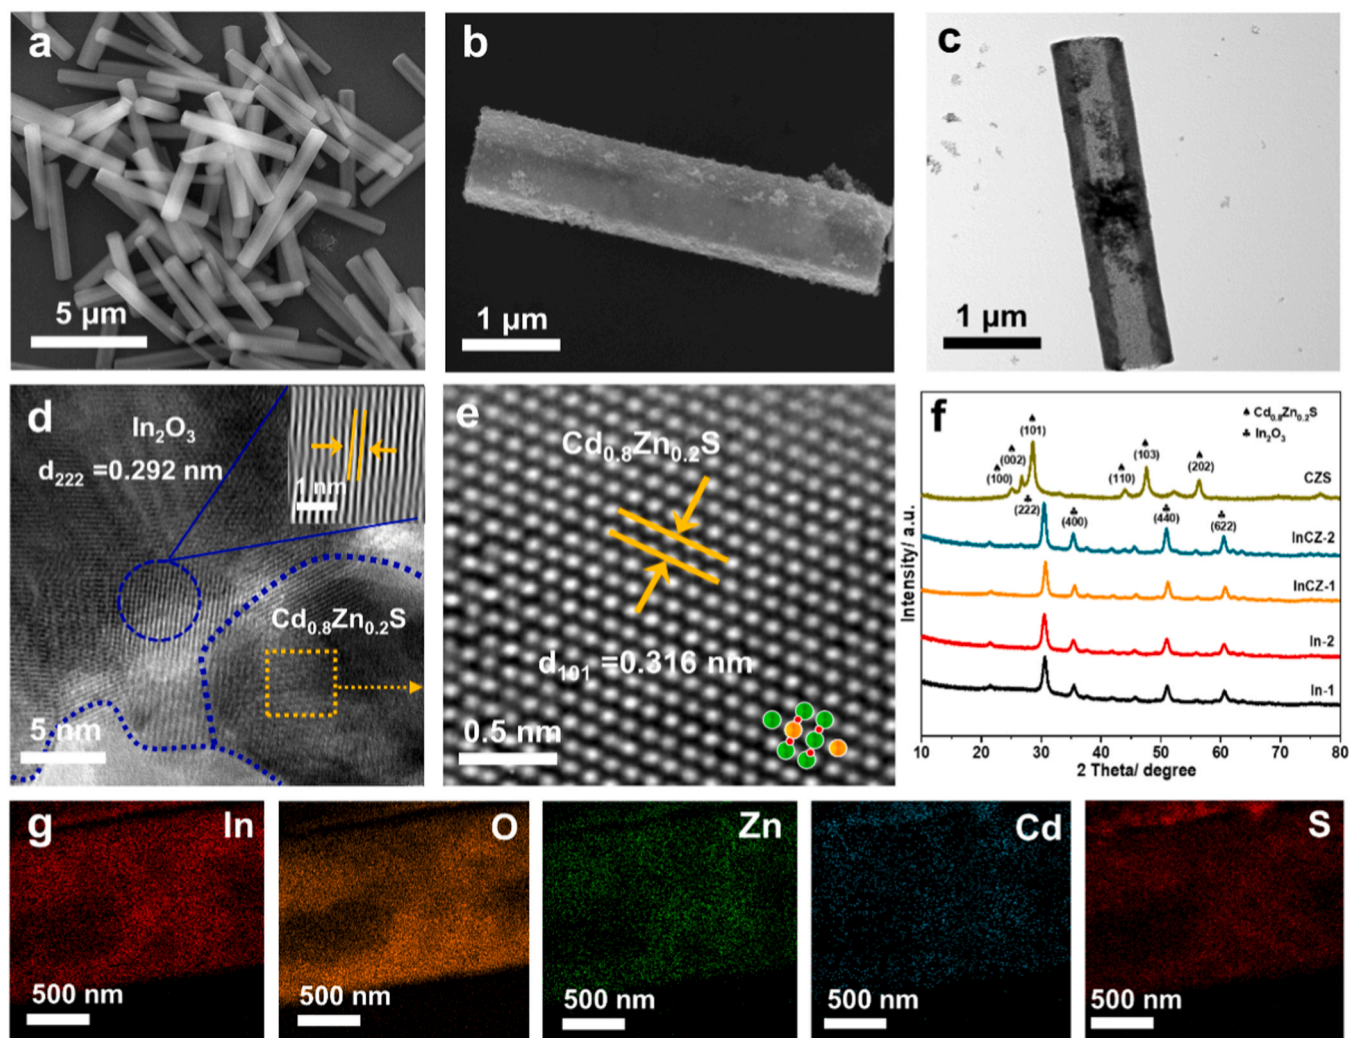 a
5 μm
b
1 μm
c
1 μm
d
In₂O₃
d₂₂₂ =0.292 nm
1 nm
Cd₀.₈Zn₀.₂S
5 nm
e
Cd₀.₈Zn₀.₂S
d₁₀₁ =0.316 nm
0.5 nm
f
♠ Cd₀.₈Zn₀.₂S
♣ In₂O₃
♠ (100)
♠ (002)
♠ (101)
♠ (110)
♠ (103)
♠ (202)
CZS
♣ (222)
♣ (400)
♣ (440)
♣ (622)
InCZ-2
InCZ-1
In-2
In-1
Intensity/ a.u.
10 20 30 40 50 60 70 80
2 Theta/ degree
g
In
500 nm
O
500 nm
Zn
500 nm
Cd
500 nm
S
500 nm